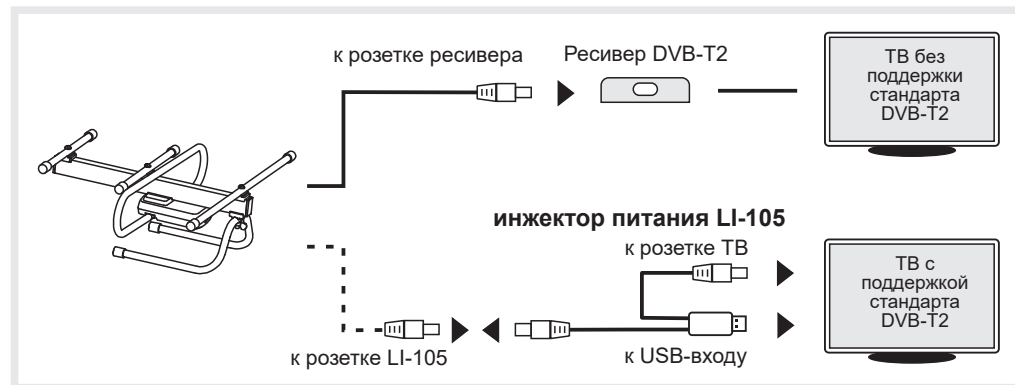 к розетке ресивера
Ресивер DVB-T2
ТВ без
поддержки
стандарта
DVB-T2
инжектор питания LI-105
к розетке ТВ
ТВ с
поддержкой
стандарта
DVB-T2
к розетке LI-105
к USB-входу